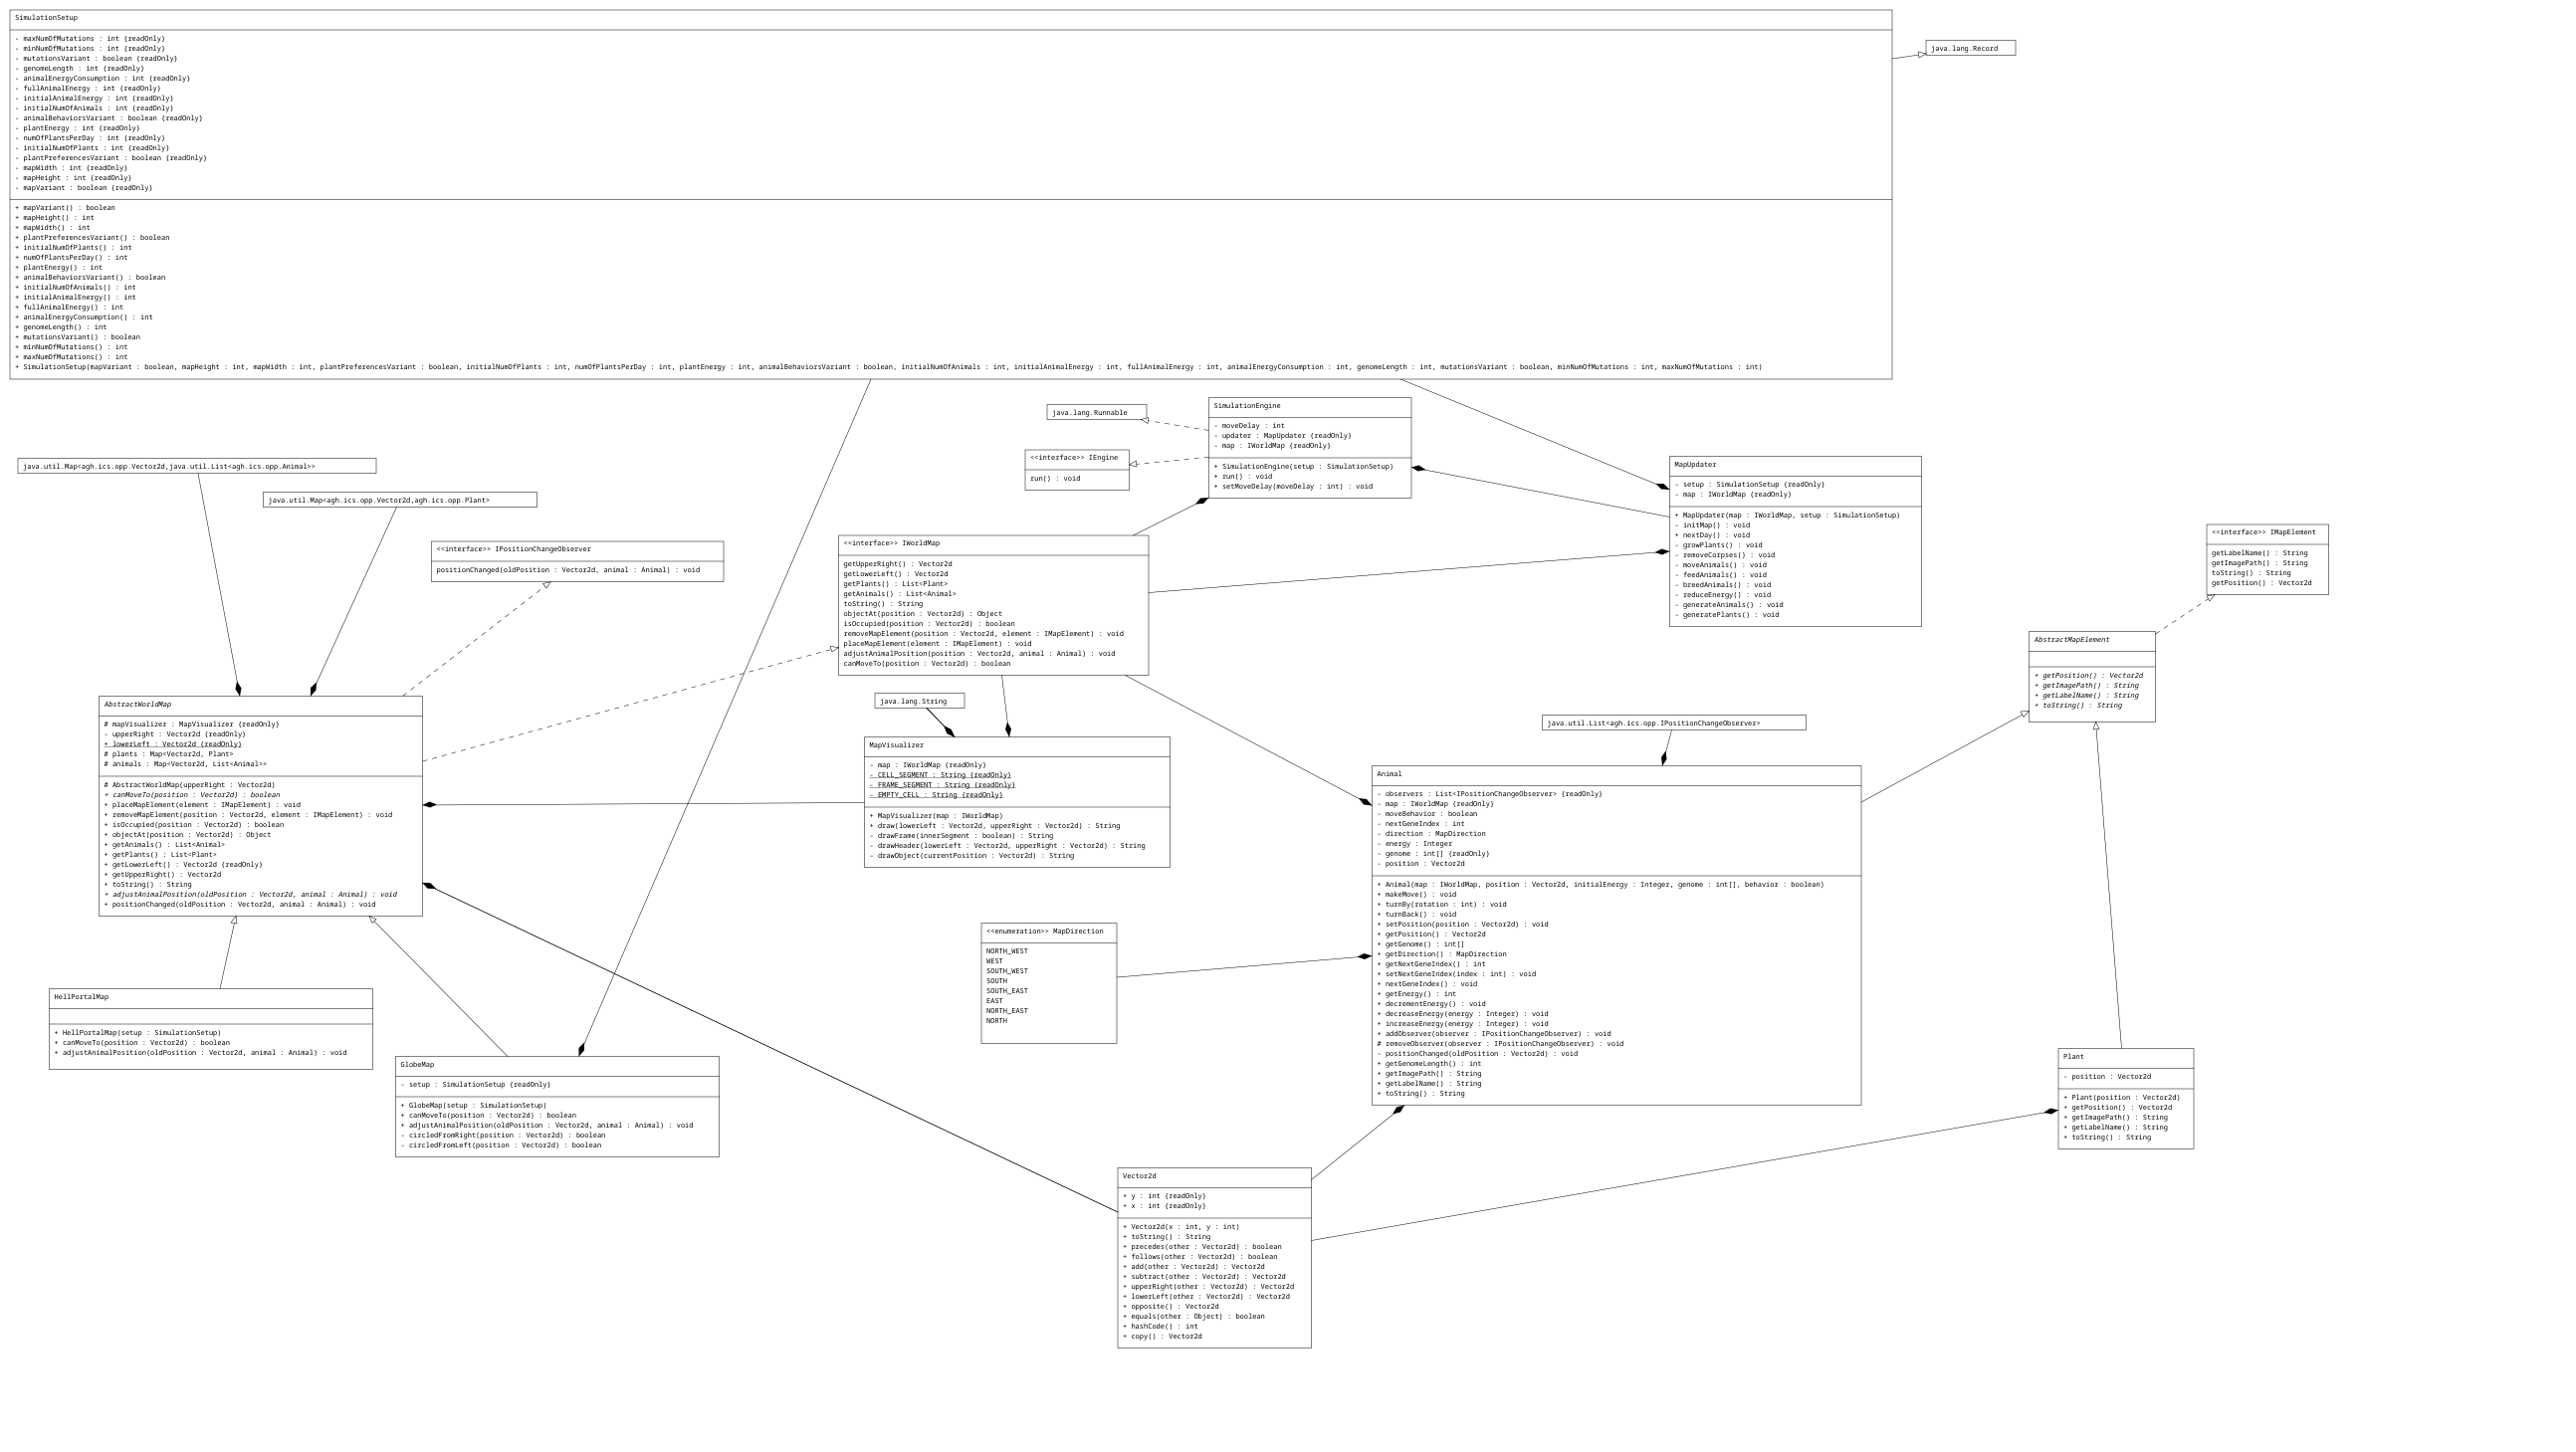 SimulationSetup
- maxNumOfMutations : int {readOnly}
- minNumOfMutations : int {readOnly}
- mutationsVariant : boolean {readOnly}
- genomeLength : int {readOnly}
- animalEnergyConsumption : int {readOnly}
- fullAnimalEnergy : int {readOnly}
- initialAnimalEnergy : int {readOnly}
- initialNumOfAnimals : int {readOnly}
- animalBehaviorsVariant : boolean {readOnly}
- plantEnergy : int {readOnly}
- numOfPlantsPerDay : int {readOnly}
- initialNumOfPlants : int {readOnly}
- plantPreferencesVariant : boolean {readOnly}
- mapWidth : int {readOnly}
- mapHeight : int {readOnly}
- mapVariant : boolean {readOnly}
+ mapVariant() : boolean
+ mapHeight() : int
+ mapWidth() : int
+ plantPreferencesVariant() : boolean
+ initialNumOfPlants() : int
+ numOfPlantsPerDay() : int
+ plantEnergy() : int
+ animalBehaviorsVariant() : boolean
+ initialNumOfAnimals() : int
+ initialAnimalEnergy() : int
+ fullAnimalEnergy() : int
+ animalEnergyConsumption() : int
+ genomeLength() : int
+ mutationsVariant() : boolean
+ minNumOfMutations() : int
+ maxNumOfMutations() : int
+ SimulationSetup(mapVariant : boolean, mapHeight : int, mapWidth : int, plantPreferencesVariant : boolean, initialNumOfPlants : int, numOfPlantsPerDay : int, plantEnergy : int, animalBehaviorsVariant : boolean, initialNumOfAnimals : int, initialAnimalEnergy : int, fullAnimalEnergy : int, animalEnergyConsumption : int, genomeLength : int, mutationsVariant : boolean, minNumOfMutations : int, maxNumOfMutations : int)
java.lang.Record
java.lang.Runnable
SimulationEngine
- moveDelay : int
- updater : MapUpdater {readOnly}
- map : IWorldMap {readOnly}
+ SimulationEngine(setup : SimulationSetup)
+ run() : void
+ setMoveDelay(moveDelay : int) : void
<<interface>> IEngine
run() : void
MapUpdater
- setup : SimulationSetup {readOnly}
- map : IWorldMap {readOnly}
+ MapUpdater(map : IWorldMap, setup : SimulationSetup)
- initMap() : void
+ nextDay() : void
- growPlants() : void
- removeCorpses() : void
- moveAnimals() : void
- feedAnimals() : void
- breedAnimals() : void
- reduceEnergy() : void
- generateAnimals() : void
- generatePlants() : void
java.util.Map<agh.ics.opp.Vector2d,java.util.List<agh.ics.opp.Animal>>
java.util.Map<agh.ics.opp.Vector2d,agh.ics.opp.Plant>
<<interface>> IPositionChangeObserver
positionChanged(oldPosition : Vector2d, animal : Animal) : void
<<interface>> IWorldMap
getUpperRight() : Vector2d
getLowerLeft() : Vector2d
getPlants() : List<Plant>
getAnimals() : List<Animal>
toString() : String
objectAt(position : Vector2d) : Object
isOccupied(position : Vector2d) : boolean
removeMapElement(position : Vector2d, element : IMapElement) : void
placeMapElement(element : IMapElement) : void
adjustAnimalPosition(position : Vector2d, animal : Animal) : void
canMoveTo(position : Vector2d) : boolean
<<interface>> IMapElement
getLabelName() : String
getImagePath() : String
toString() : String
getPosition() : Vector2d
AbstractMapElement
+ getPosition() : Vector2d
+ getImagePath() : String
+ getLabelName() : String
+ toString() : String
AbstractWorldMap
# mapVisualizer : MapVisualizer {readOnly}
- upperRight : Vector2d {readOnly}
+ lowerLeft : Vector2d {readOnly}
# plants : Map<Vector2d, Plant>
# animals : Map<Vector2d, List<Animal>>
# AbstractWorldMap(upperRight : Vector2d)
+ canMoveTo(position : Vector2d) : boolean
+ placeMapElement(element : IMapElement) : void
+ removeMapElement(position : Vector2d, element : IMapElement) : void
+ isOccupied(position : Vector2d) : boolean
+ objectAt(position : Vector2d) : Object
+ getAnimals() : List<Animal>
+ getPlants() : List<Plant>
+ getLowerLeft() : Vector2d {readOnly}
+ getUpperRight() : Vector2d
+ toString() : String
+ adjustAnimalPosition(oldPosition : Vector2d, animal : Animal) : void
+ positionChanged(oldPosition : Vector2d, animal : Animal) : void
java.lang.String
MapVisualizer
- map : IWorldMap {readOnly}
- CELL_SEGMENT : String {readOnly}
- FRAME_SEGMENT : String {readOnly}
- EMPTY_CELL : String {readOnly}
+ MapVisualizer(map : IWorldMap)
+ draw(lowerLeft : Vector2d, upperRight : Vector2d) : String
- drawFrame(innerSegment : boolean) : String
- drawHeader(lowerLeft : Vector2d, upperRight : Vector2d) : String
- drawObject(currentPosition : Vector2d) : String
java.util.List<agh.ics.opp.IPositionChangeObserver>
Animal
- observers : List<IPositionChangeObserver> {readOnly}
- map : IWorldMap {readOnly}
- moveBehavior : boolean
- nextGeneIndex : int
- direction : MapDirection
- energy : Integer
- genome : int[] {readOnly}
- position : Vector2d
+ Animal(map : IWorldMap, position : Vector2d, initialEnergy : Integer, genome : int[], behavior : boolean)
+ makeMove() : void
+ turnBy(rotation : int) : void
+ turnBack() : void
+ setPosition(position : Vector2d) : void
+ getPosition() : Vector2d
+ getGenome() : int[]
+ getDirection() : MapDirection
+ getNextGeneIndex() : int
+ setNextGeneIndex(index : int) : void
+ nextGeneIndex() : void
+ getEnergy() : int
+ decrementEnergy() : void
+ decreaseEnergy(energy : Integer) : void
+ increaseEnergy(energy : Integer) : void
+ addObserver(observer : IPositionChangeObserver) : void
# removeObserver(observer : IPositionChangeObserver) : void
- positionChanged(oldPosition : Vector2d) : void
+ getGenomeLength() : int
+ getImagePath() : String
+ getLabelName() : String
+ toString() : String
<<enumeration>> MapDirection
NORTH_WEST
WEST
SOUTH_WEST
SOUTH
SOUTH_EAST
EAST
NORTH_EAST
NORTH
HellPortalMap
+ HellPortalMap(setup : SimulationSetup)
+ canMoveTo(position : Vector2d) : boolean
+ adjustAnimalPosition(oldPosition : Vector2d, animal : Animal) : void
GlobeMap
- setup : SimulationSetup {readOnly}
+ GlobeMap(setup : SimulationSetup)
+ canMoveTo(position : Vector2d) : boolean
+ adjustAnimalPosition(oldPosition : Vector2d, animal : Animal) : void
- circledFromRight(position : Vector2d) : boolean
- circledFromLeft(position : Vector2d) : boolean
Plant
- position : Vector2d
+ Plant(position : Vector2d)
+ getPosition() : Vector2d
+ getImagePath() : String
+ getLabelName() : String
+ toString() : String
Vector2d
+ y : int {readOnly}
+ x : int {readOnly}
+ Vector2d(x : int, y : int)
+ toString() : String
+ precedes(other : Vector2d) : boolean
+ follows(other : Vector2d) : boolean
+ add(other : Vector2d) : Vector2d
+ subtract(other : Vector2d) : Vector2d
+ upperRight(other : Vector2d) : Vector2d
+ lowerLeft(other : Vector2d) : Vector2d
+ opposite() : Vector2d
+ equals(other : Object) : boolean
+ hashCode() : int
+ copy() : Vector2d